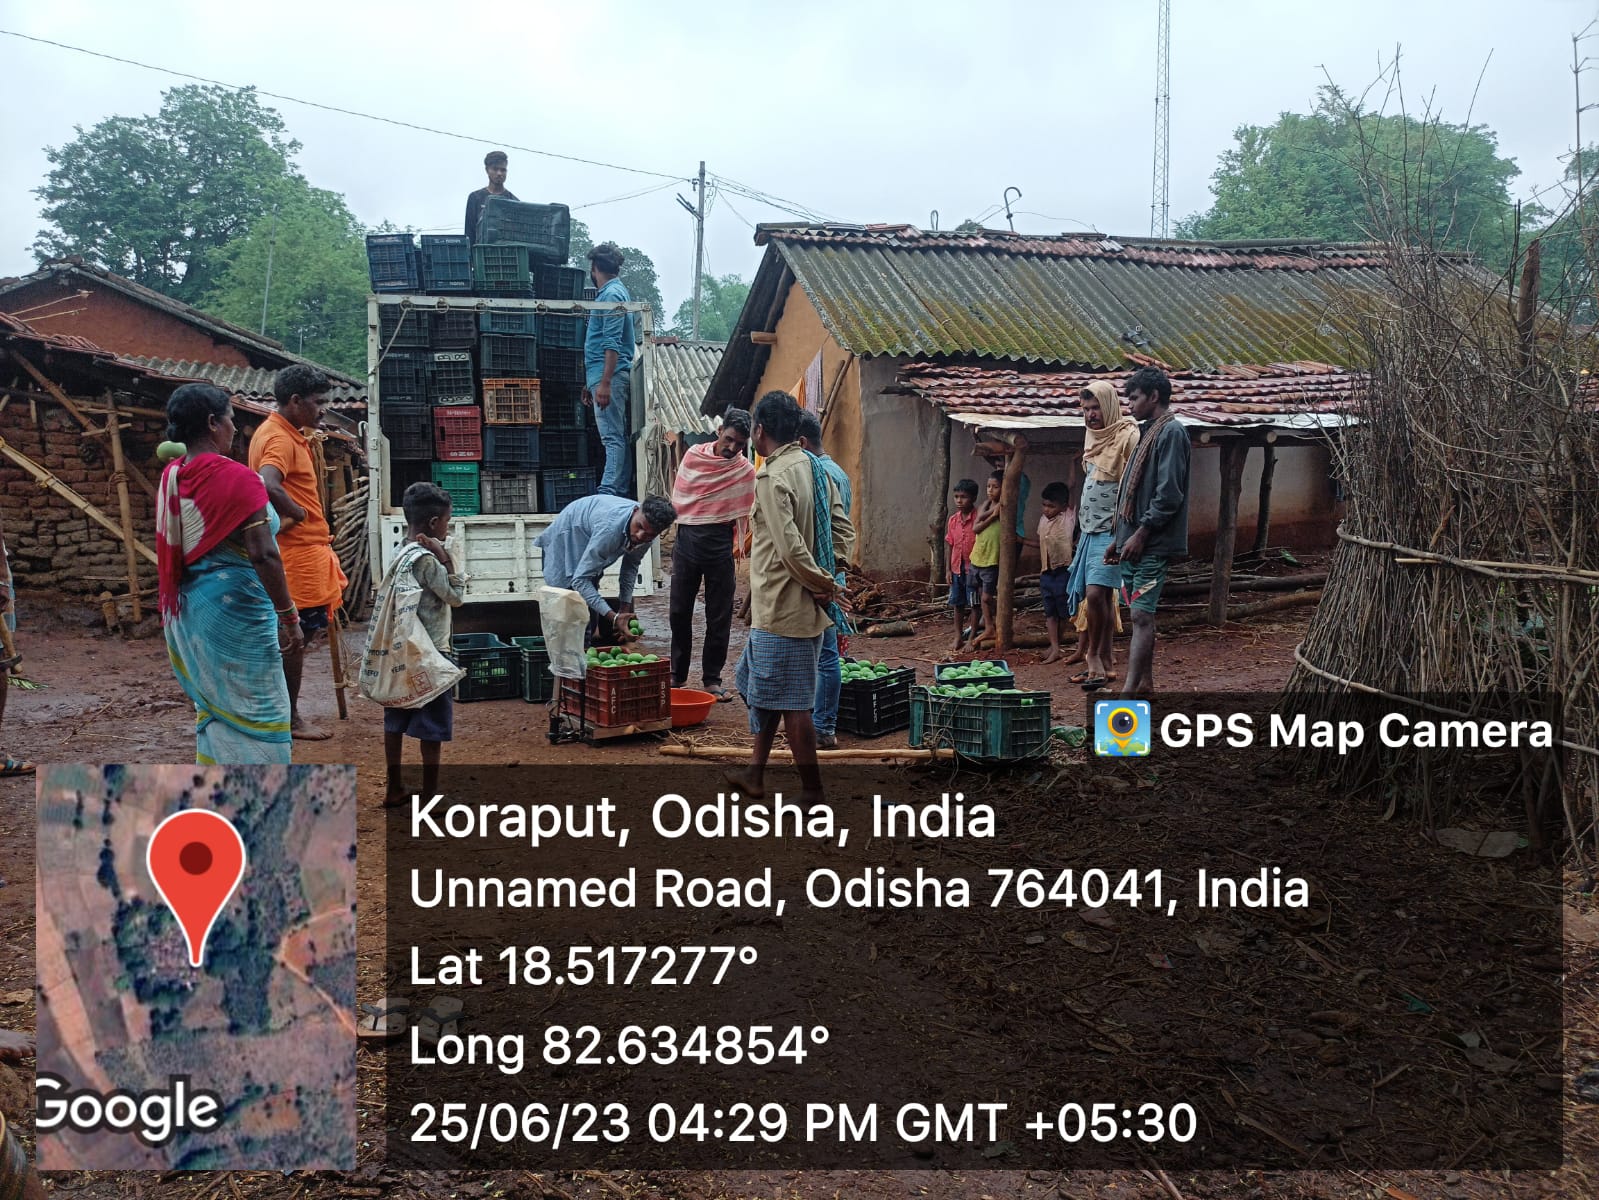 GPS Map Camera
Koraput, Odisha, India
Unnamed Road, Odisha 764041, India
Lat 18.517277°
Long 82.634854°
25/06/23 04:29 PM GMT +05:30
Google